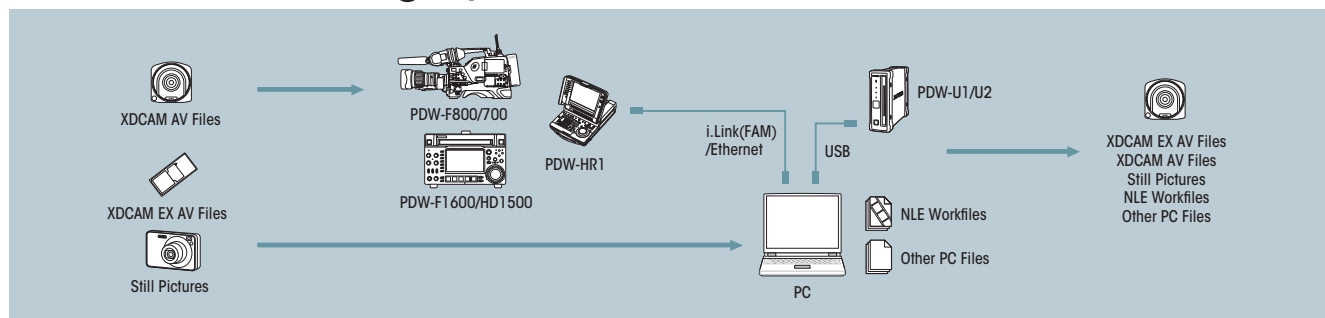 XDCAM AV Files
XDCAM EX AV Files
Still Pictures
PDW-F800/700
PDW-HR1
PDW-F1600/HD1500
i.Link(FAM)
/Ethernet
USB
PDW-U1/U2
PC
NLE Workfiles
Other PC Files
XDCAM EX AV Files
XDCAM AV Files
Still Pictures
NLE Workfiles
Other PC Files